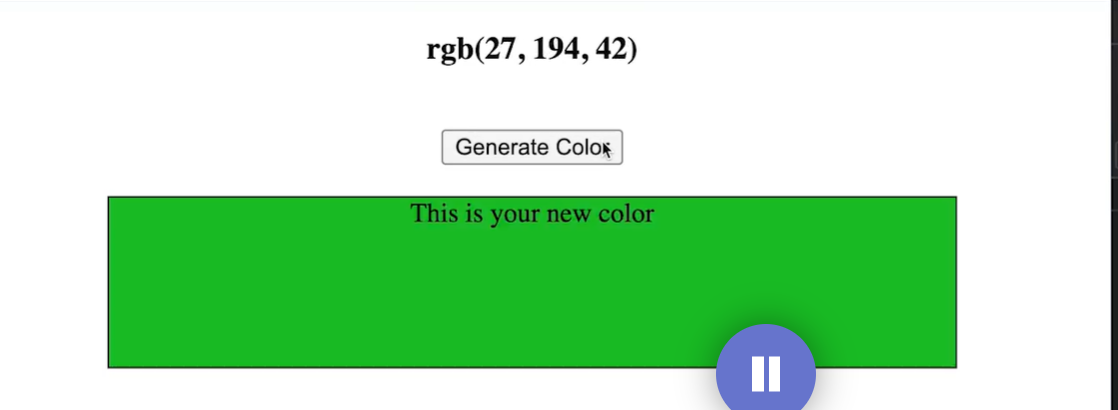 rgb(27, 194, 42)
Generate Color
This is your new color